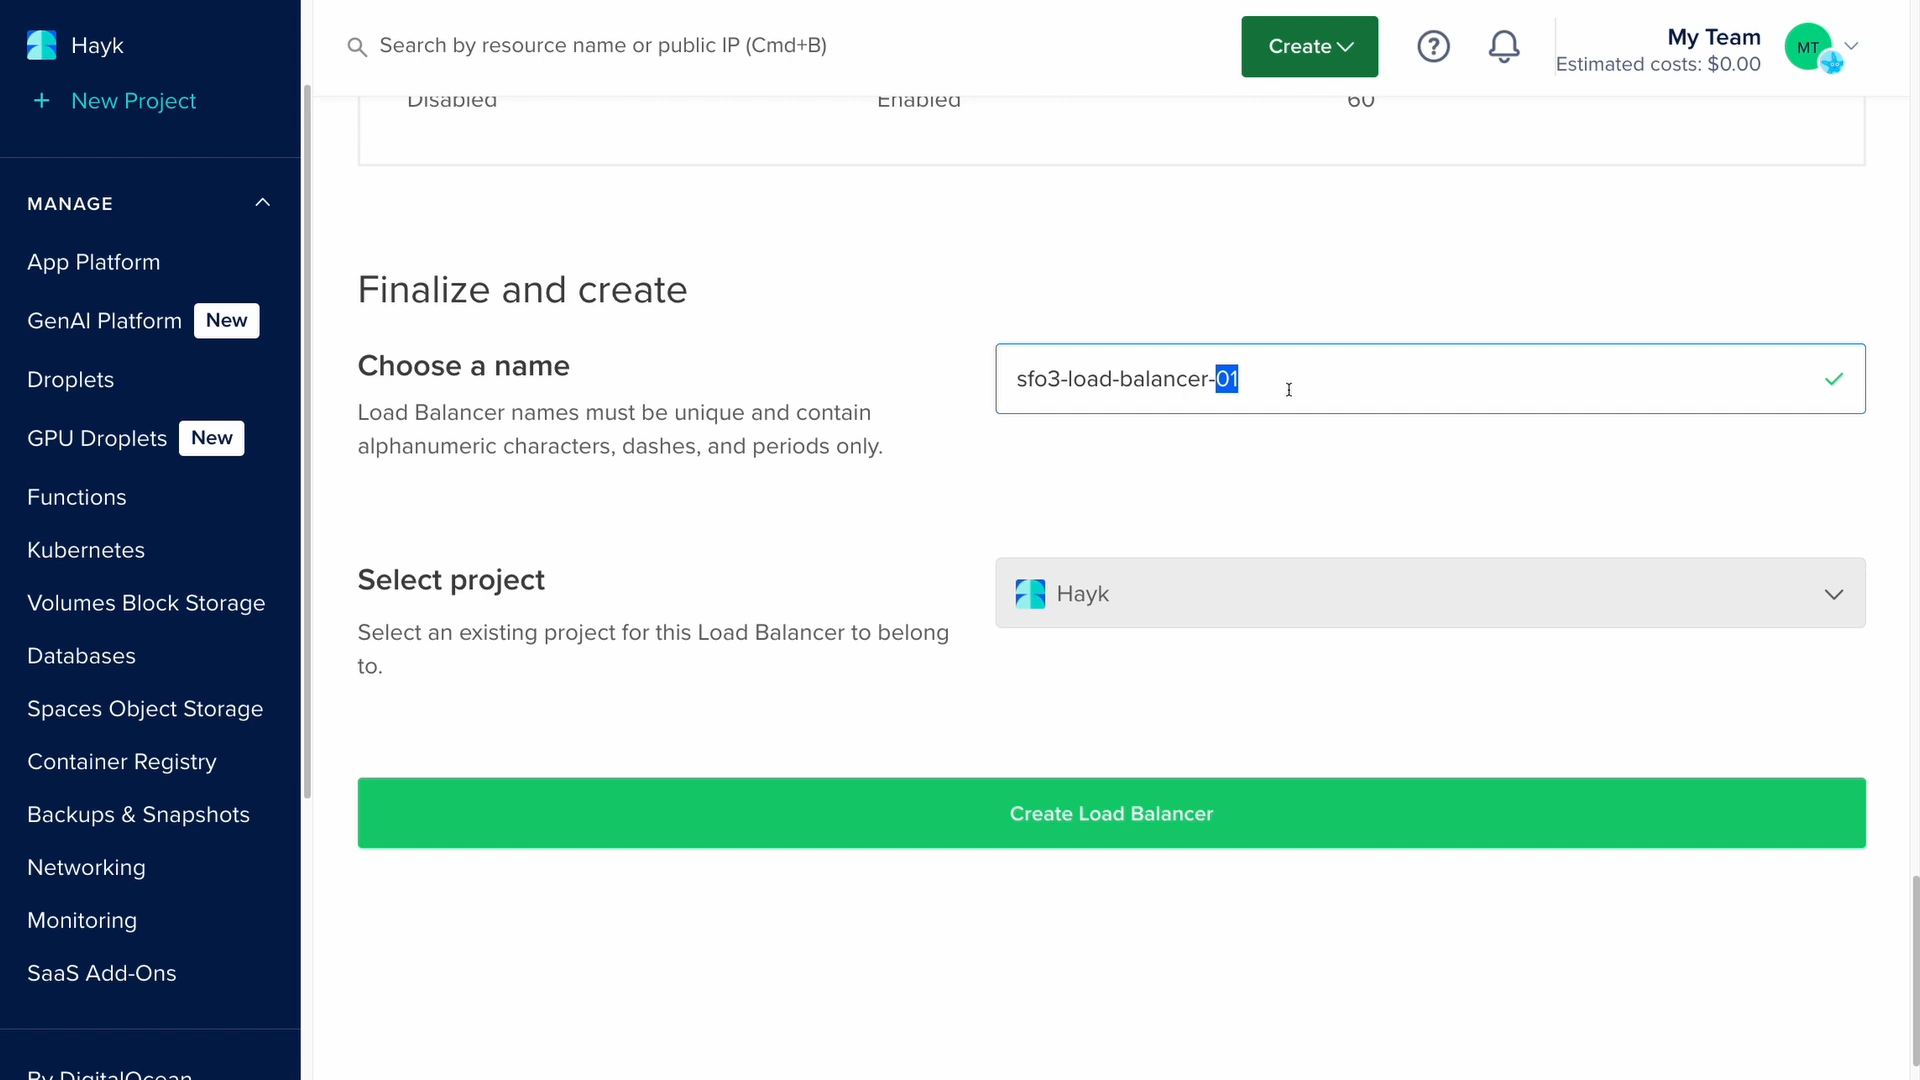 Hayk
+ New Project
MANAGE
App Platform
GenAI Platform New
Droplets
GPU Droplets New
Functions
Kubernetes
Volumes Block Storage
Databases
Spaces Object Storage
Container Registry
Backups & Snapshots
Networking
Monitoring
SaaS Add-Ons
By DigitalOcean
Search by resource name or public IP (Cmd+B)
Create
?
My Team
Estimated costs: $0.00
MT
Disabled Enabled 60
Finalize and create
Choose a name
Load Balancer names must be unique and contain
alphanumeric characters, dashes, and periods only.
sfo3-load-balancer-01
Select project
Select an existing project for this Load Balancer to belong
to.
Hayk
Create Load Balancer